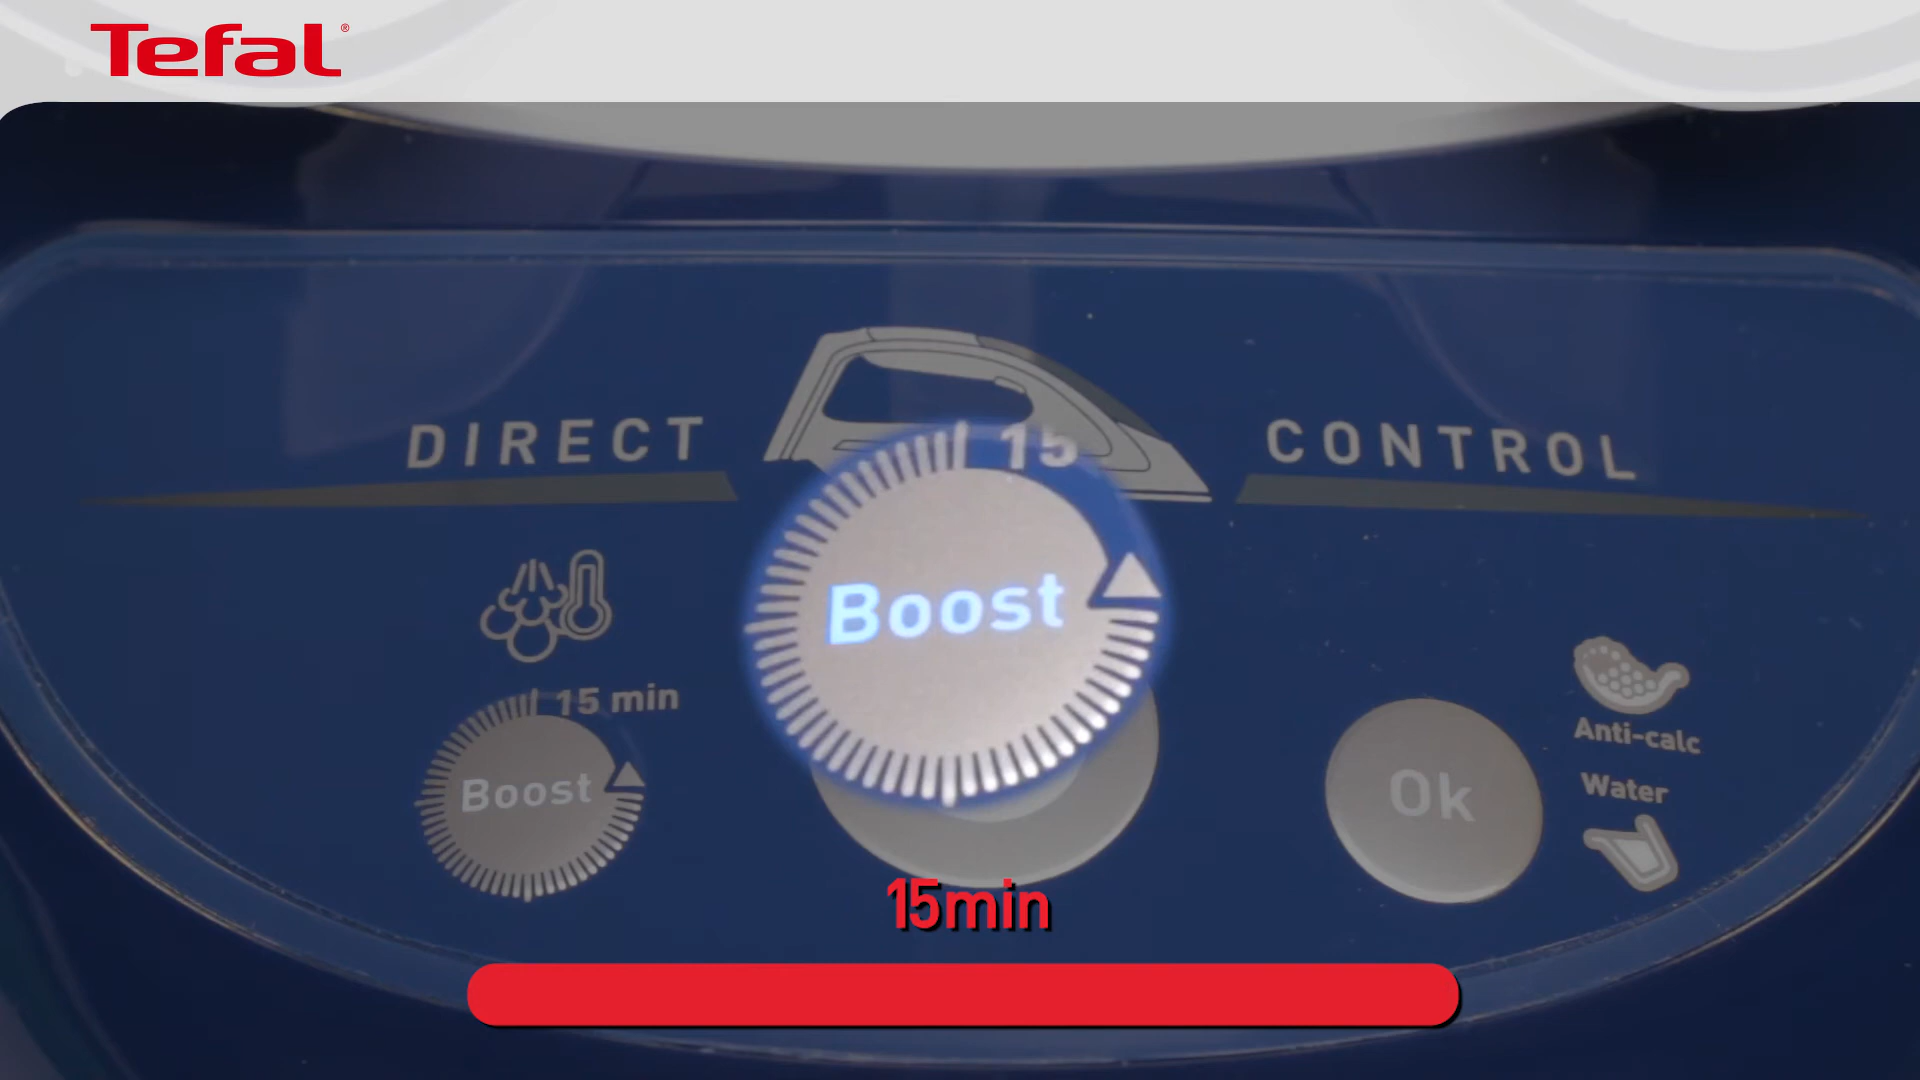 Tefal®
DIRECT
CONTROL
15
Boost
15 min
Boost
Ok
Anti-calc
Water
15min